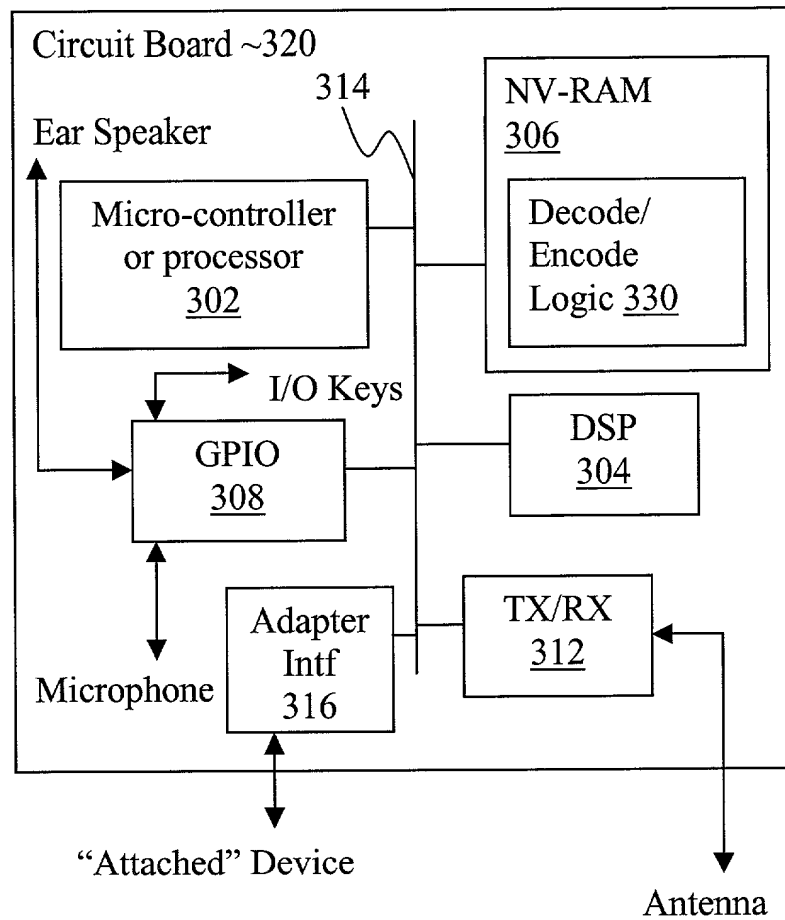 Circuit Board ~320
314
Ear Speaker
Micro-controller
or processor
302
NV-RAM
306
Decode/
Encode
Logic 330
I/O Keys
GPIO
308
DSP
304
Adapter
Intf
316
TX/RX
312
Microphone
“Attached” Device
Antenna